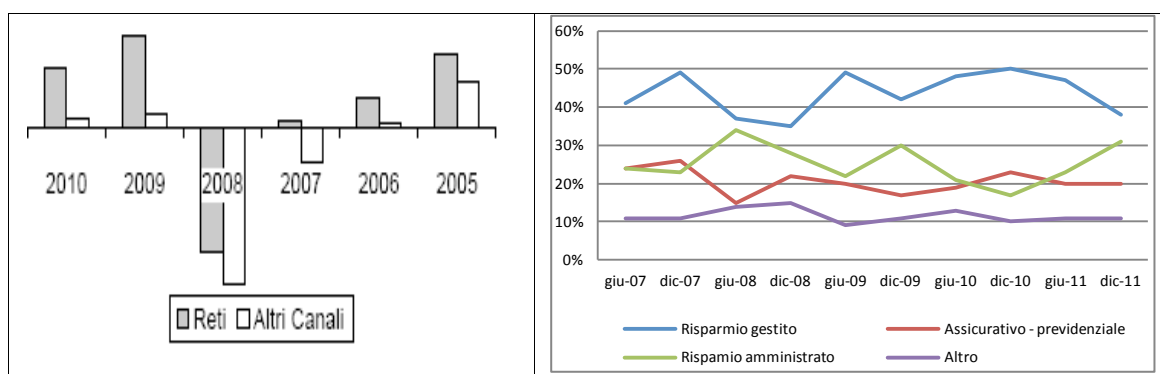 2010 2009 2008 2007 2006 2005
Reti Altri Canali
60%
50%
40%
30%
20%
10%
0%
giu-07 dic-07 giu-08 dic-08 giu-09 dic-09 giu-10 dic-10 giu-11 dic-11
Risparmio gestito Assicurativo - previdenziale
Rispamio amministrato Altro